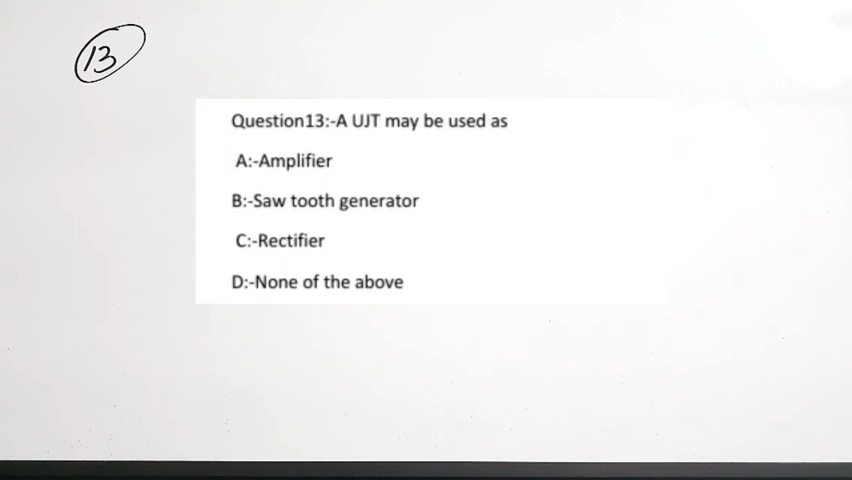 13
Question13:-A UJT may be used as
A:-Amplifier
B:-Saw tooth generator
C:-Rectifier
D:-None of the above